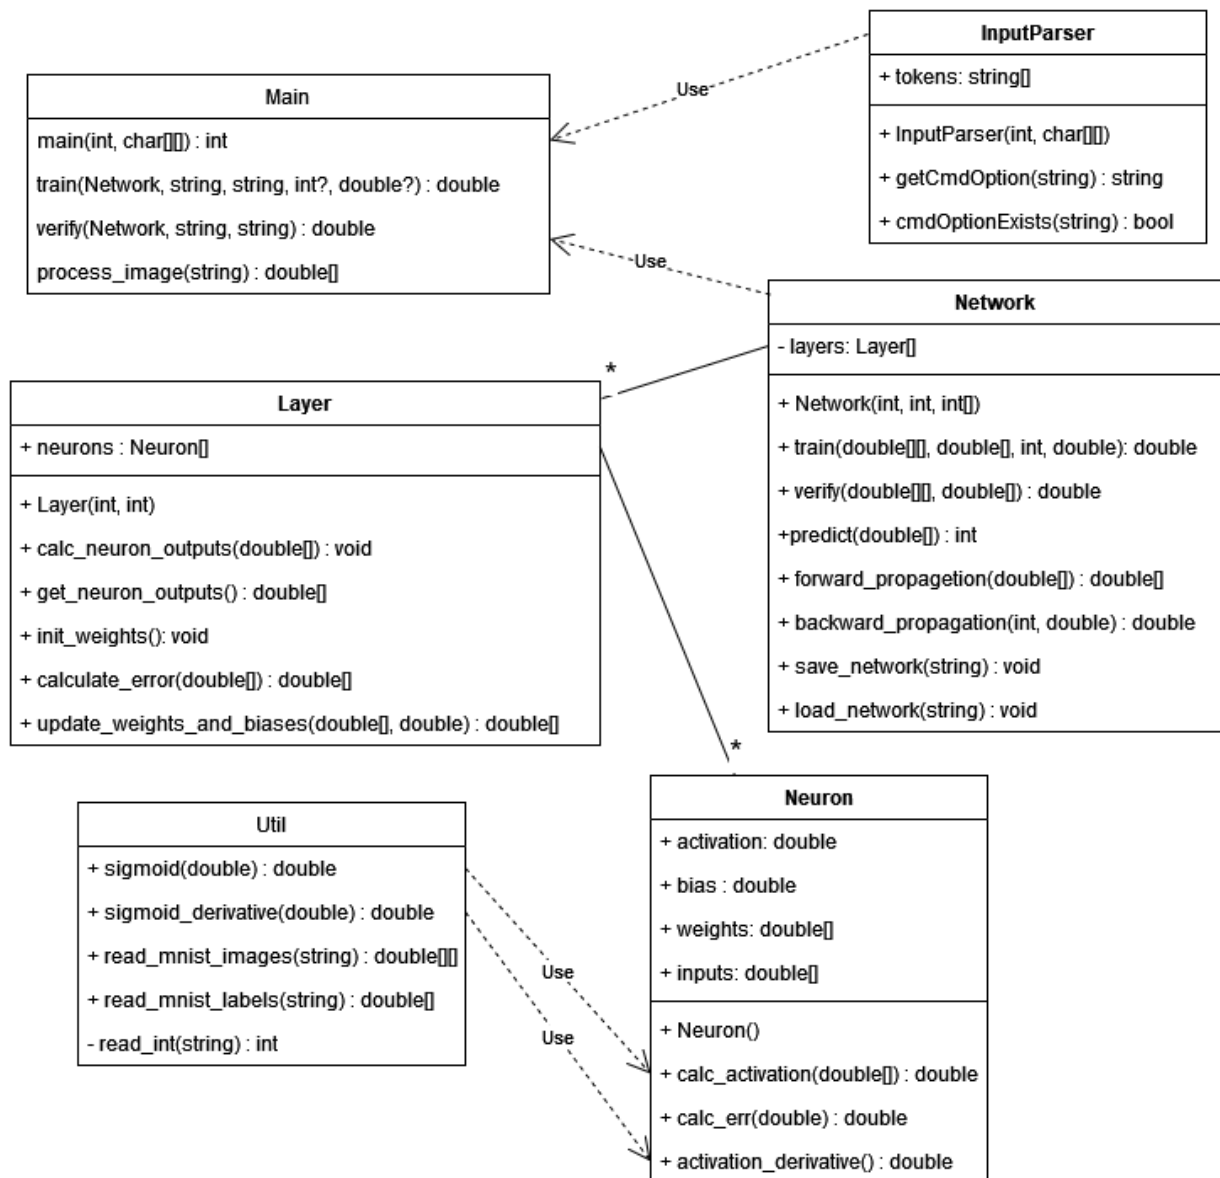 InputParser
+ tokens: string[]
+ InputParser(int, char[][])
+ getCmdOption(string) : string
+ cmdOptionExists(string) : bool
Use
Main
main(int, char[][]) : int
train(Network, string, string, int?, double?) : double
verify(Network, string, string) : double
process_image(string) : double[]
Use
Network
- layers: Layer[]
+ Network(int, int, int[])
+ train(double[][], double[], int, double): double
+ verify(double[][], double[]) : double
+predict(double[]) : int
+ forward_propagetion(double[]) : double[]
+ backward_propagation(int, double) : double
+ save_network(string) : void
+ load_network(string) : void
*
Layer
+ neurons : Neuron[]
+ Layer(int, int)
+ calc_neuron_outputs(double[]) : void
+ get_neuron_outputs() : double[]
+ init_weights(): void
+ calculate_error(double[]) : double[]
+ update_weights_and_biases(double[], double) : double[]
*
Util
+ sigmoid(double) : double
+ sigmoid_derivative(double) : double
+ read_mnist_images(string) : double[][]
+ read_mnist_labels(string) : double[]
- read_int(string) : int
Use
Use
Neuron
+ activation: double
+ bias : double
+ weights: double[]
+ inputs: double[]
+ Neuron()
+ calc_activation(double[]) : double
+ calc_err(double) : double
+ activation_derivative() : double